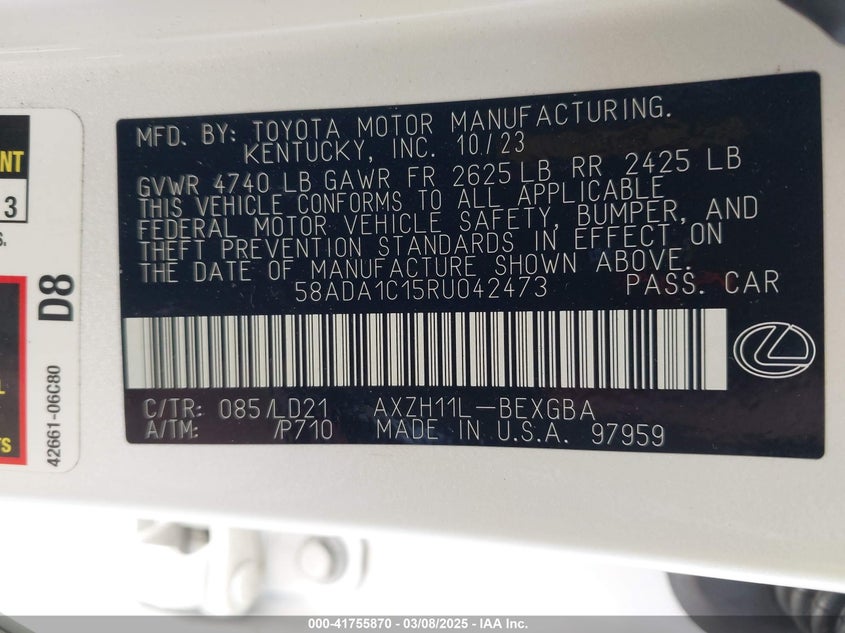 NT
3
S.
L
TS
D8
42661-06C80
MFD. BY: TOYOTA MOTOR MANUFACTURING.
KENTUCKY, INC. 10/23
GVWR 4740 LB GAWR FR 2625 LB RR 2425 LB
THIS VEHICLE CONFORMS TO ALL APPLICABLE
FEDERAL MOTOR VEHICLE SAFETY, BUMPER, AND
THEFT PREVENTION STANDARDS IN EFFECT ON
THE DATE OF MANUFACTURE SHOWN ABOVE.
58ADA1C15RU042473 PASS. CAR
C/TR: 085/LD21 AXZH11L-BEXGBA
A/TM: /P710 MADE IN U.S.A. 97959
000-41755870 - 03/08/2025 - IAA Inc.